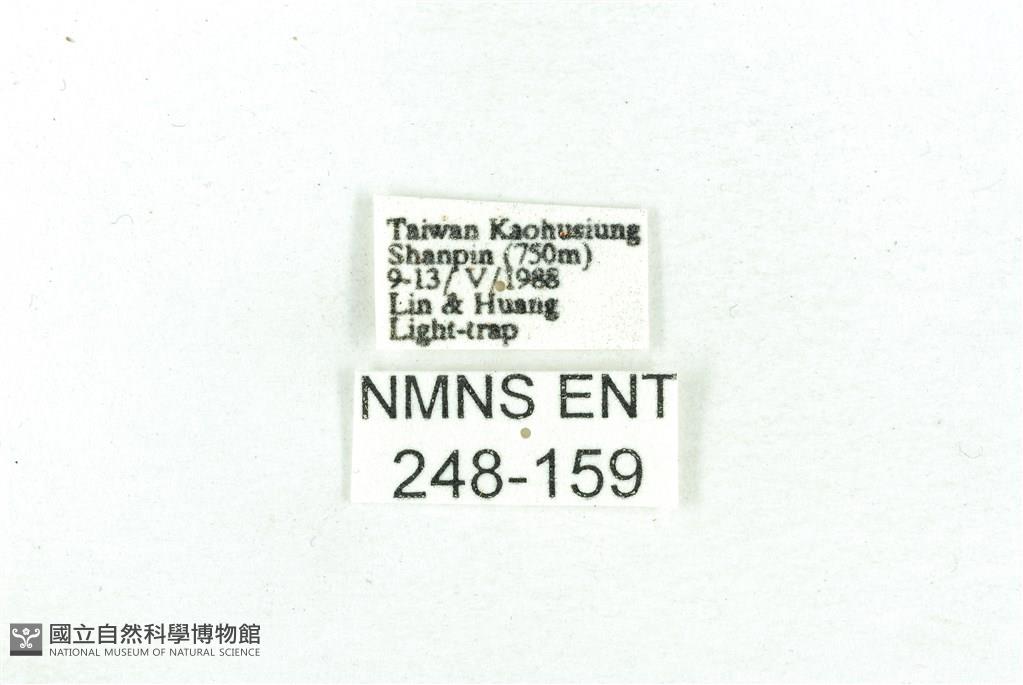 Taiwan Kaohusiung
Shanpin (750m)
9-13/ V/1988
Lin & Huang
Light-trap
NMNS ENT
248-159
國立自然科學博物館
NATIONAL MUSEUM OF NATURAL SCIENCE